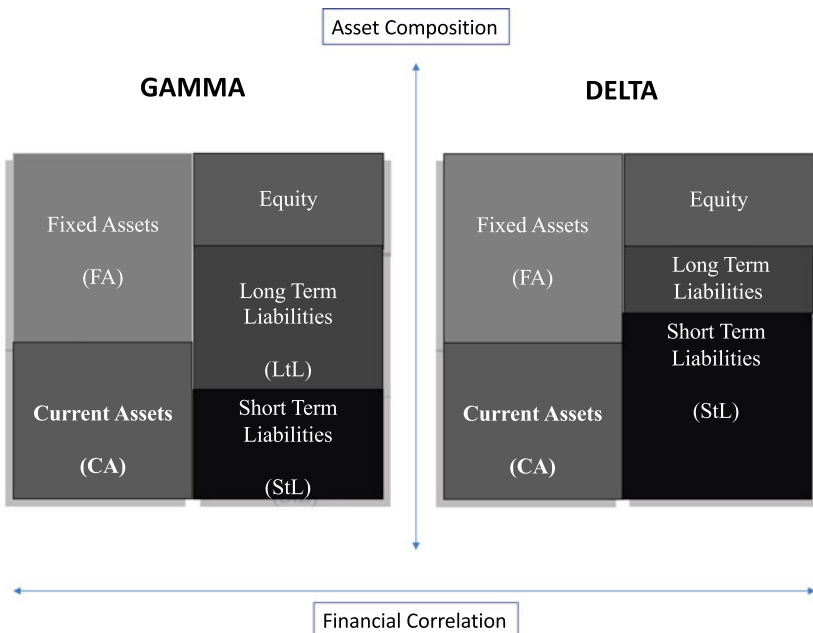 Asset Composition
GAMMA
DELTA
Fixed Assets
(FA)
Equity
Long Term
Liabilities
(LtL)
Current Assets
(CA)
Short Term
Liabilities
(StL)
Fixed Assets
(FA)
Equity
Long Term
Liabilities
Short Term
Liabilities
(StL)
Current Assets
(CA)
Financial Correlation